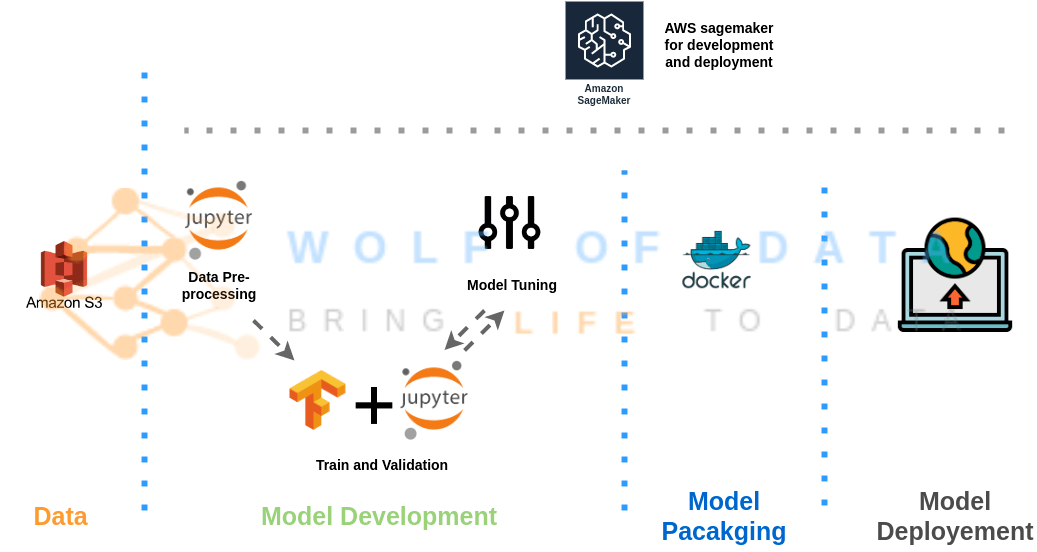 AWS sagemaker
for development
and deployment
Amazon
SageMaker
jupyter
Data Pre-
processing
Amazon S3
Model Tuning
docker
WOLF OF DATA
BRING LIFE TO DATA
jupyter
Train and Validation
Data
Model Development
Model
Pacakging
Model
Deployement